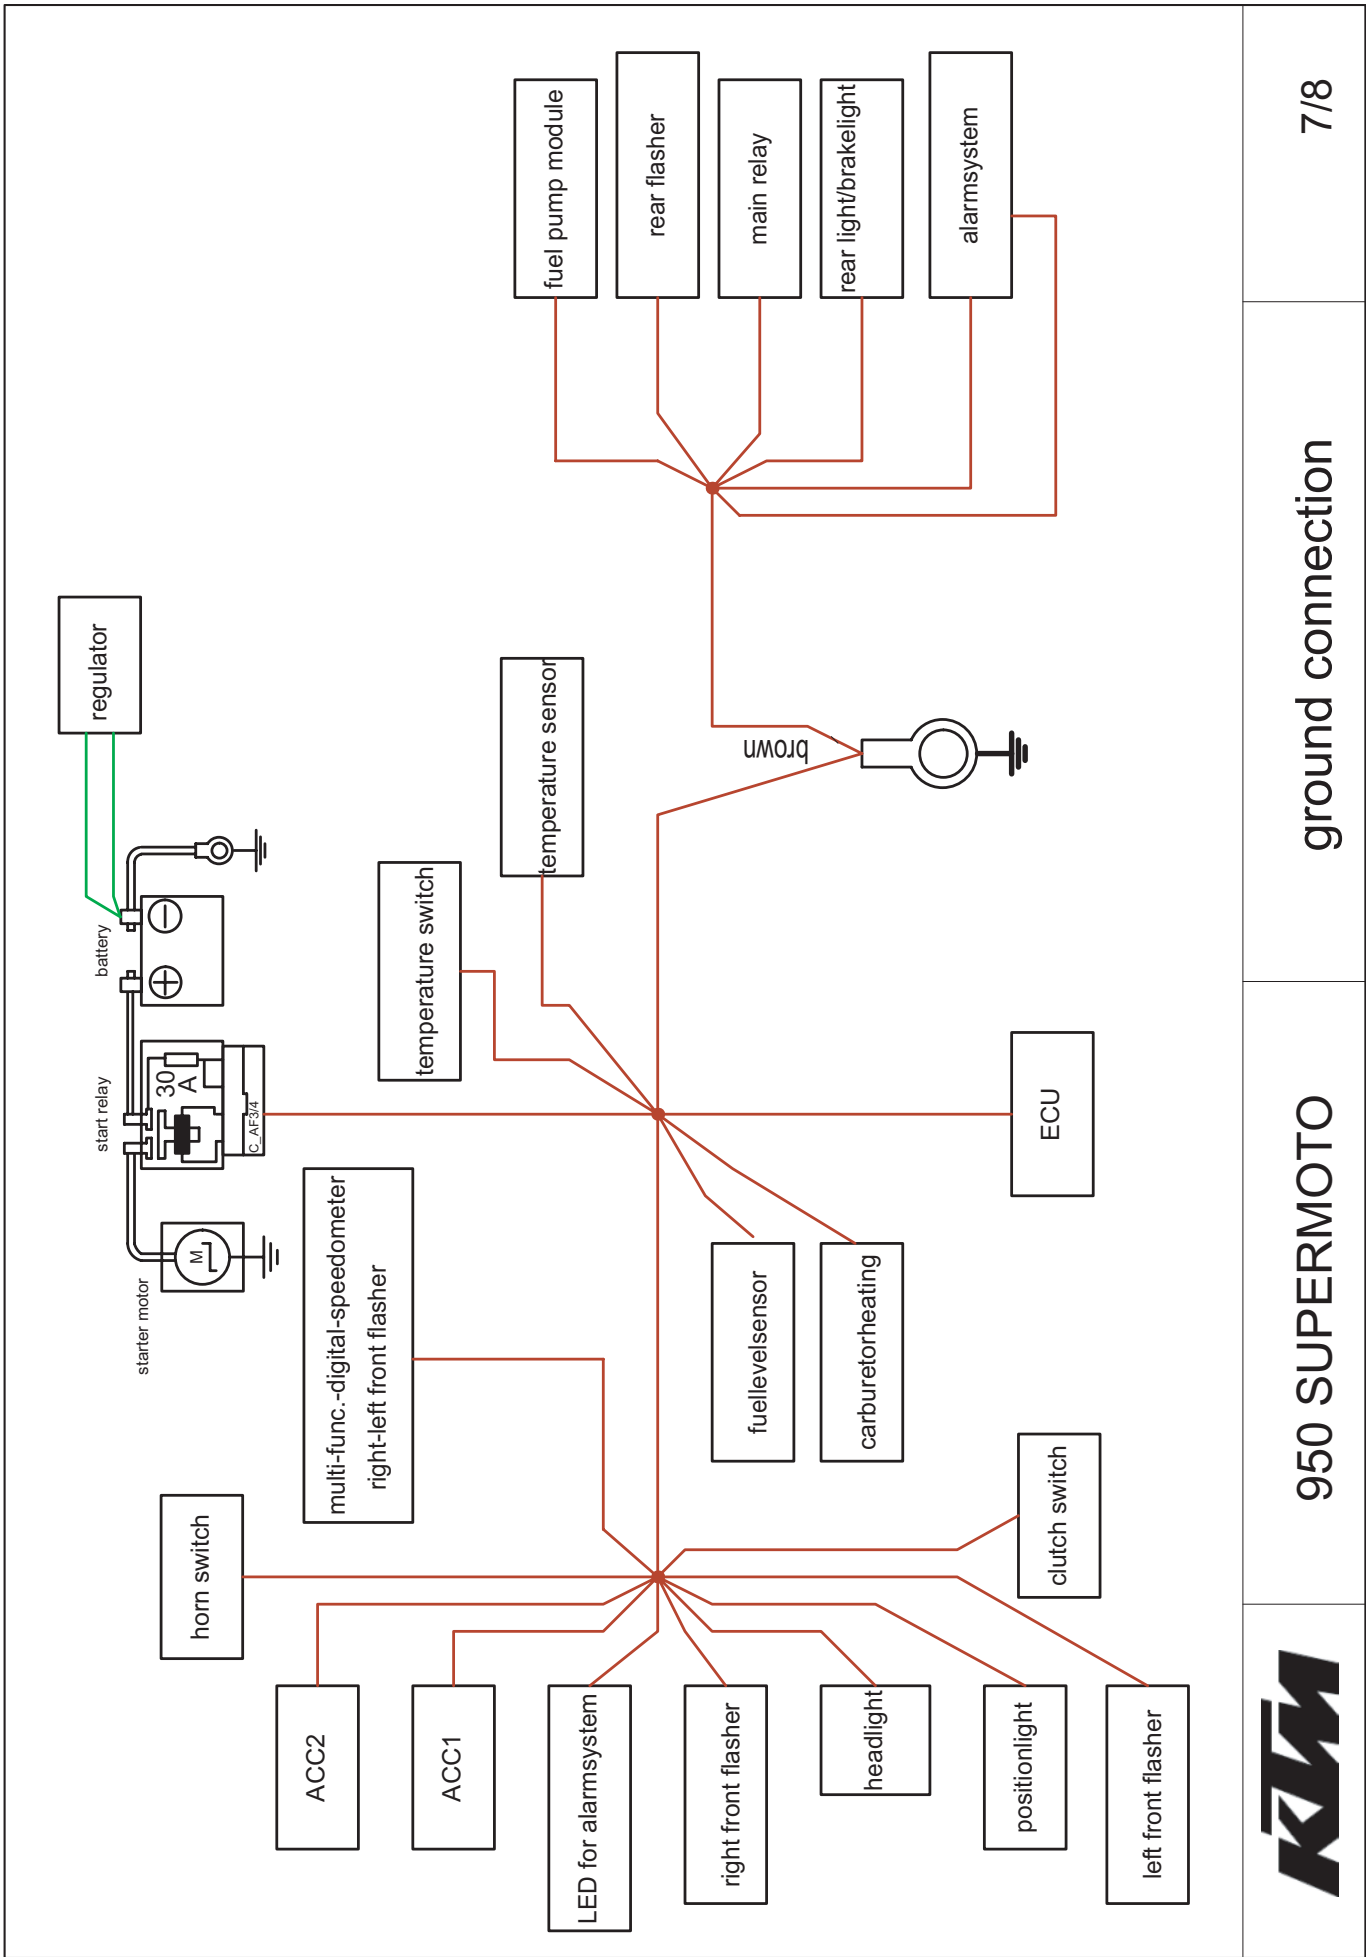 regulator
battery
start relay
30
A
C_AF3/4
starter motor
M
horn switch
multi-func.-digital-speedometer
right-left front flasher
temperature switch
temperature sensor
fuel pump module
rear flasher
main relay
rear light/brakelight
alarmsystem
brown
ACC2
ACC1
LED for alarmsystem
right front flasher
headlight
positionlight
left front flasher
clutch switch
fuellevelsensor
carburetorheating
ECU
KTM
950 SUPERMOTO
ground connection
7/8